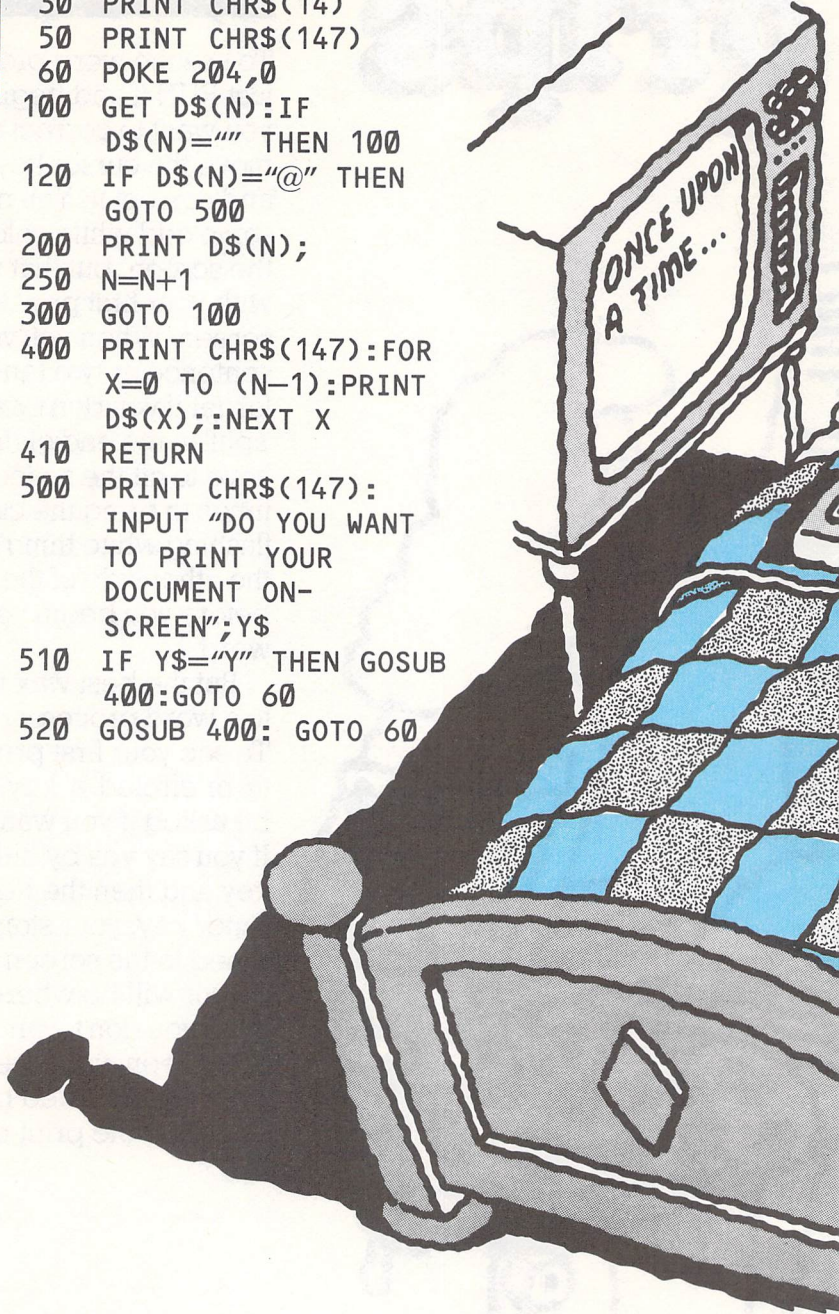 30 PRINT CHR$(14)
50 PRINT CHR$(147)
60 POKE 204,0
100 GET D$(N):IF
D$(N)="" THEN 100
120 IF D$(N)="@" THEN
GOTO 500
200 PRINT D$(N);
250 N=N+1
300 GOTO 100
400 PRINT CHR$(147):FOR
X=0 TO (N–1):PRINT
D$(X);:NEXT X
410 RETURN
500 PRINT CHR$(147):
INPUT "DO YOU WANT
TO PRINT YOUR
DOCUMENT ON-
SCREEN";Y$
510 IF Y$="Y" THEN GOSUB
400:GOTO 60
520 GOSUB 400: GOTO 60
ONCE UPON
A TIME...